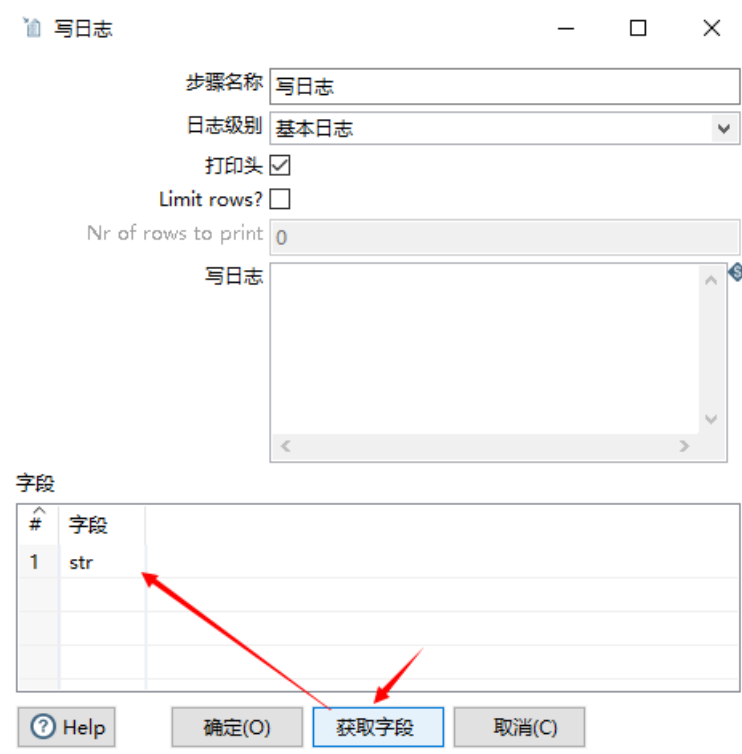 写日志
步骤名称 写日志
日志级别 基本日志
打印头
Limit rows?
Nr of rows to print 0
写日志
字段
# 字段
1 str
Help 确定(O) 获取字段 取消(C)